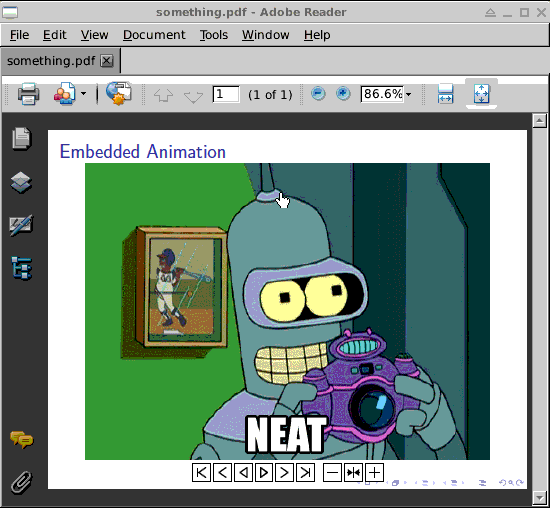 something.pdf - Adobe Reader
File Edit View Document Tools Window Help
something.pdf
1 (1 of 1) 86.6%
Embedded Animation
44
NEAT